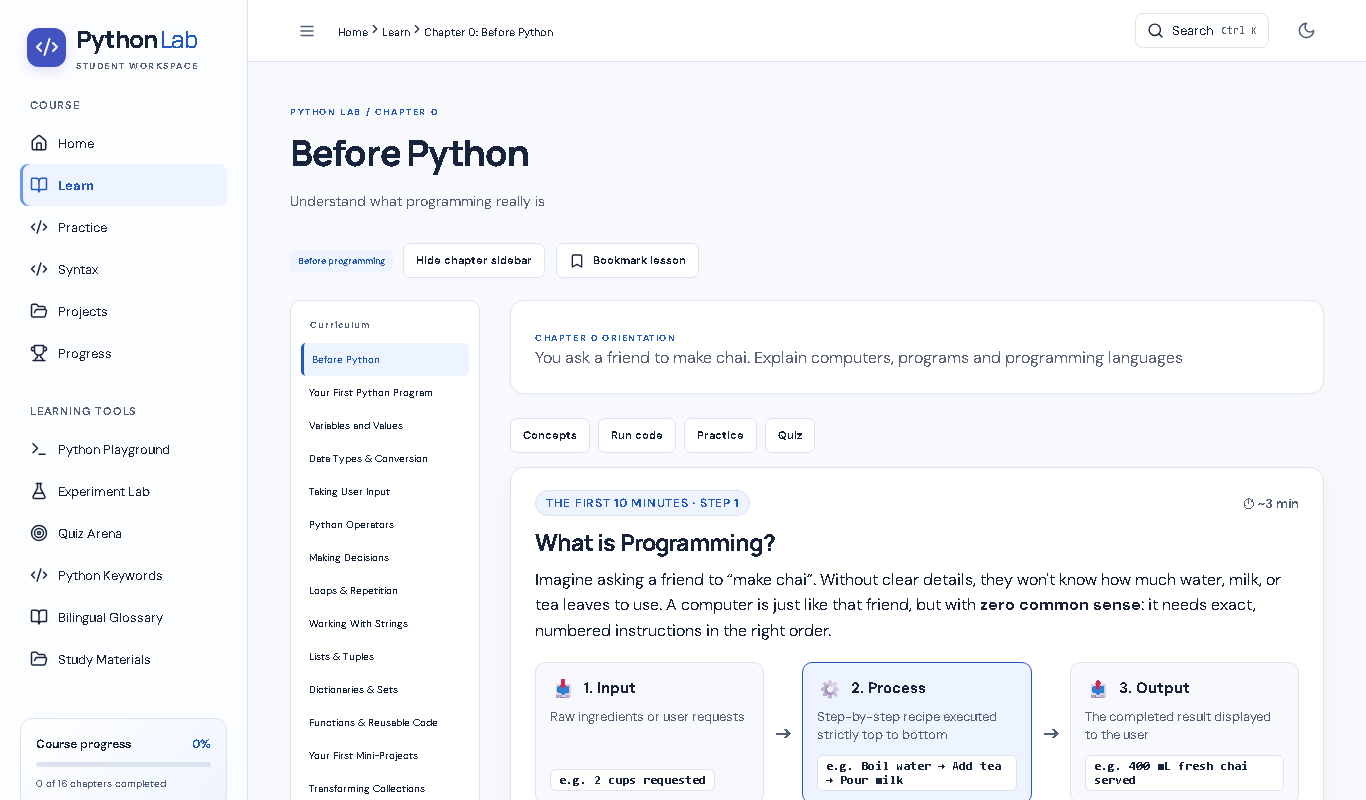 PythonLab
STUDENT WORKSPACE
COURSE
Home
Learn
Practice
Syntax
Projects
Progress
LEARNING TOOLS
Python Playground
Experiment Lab
Quiz Arena
Python Keywords
Bilingual Glossary
Study Materials
Course progress 0%
0 of 16 chapters completed
Home > Learn > Chapter 0: Before Python
Search Ctrl K
PYTHON LAB / CHAPTER 0
Before Python
Understand what programming really is
Before programming
Hide chapter sidebar
Bookmark lesson
Curriculum
Before Python
Your First Python Program
Variables and Values
Data Types & Conversion
Taking User Input
Python Operators
Making Decisions
Loops & Repetition
Working With Strings
Lists & Tuples
Dictionaries & Sets
Functions & Reusable Code
Your First Mini-Projects
Transforming Collections
CHAPTER 0 ORIENTATION
You ask a friend to make chai. Explain computers, programs and programming languages
Concepts
Run code
Practice
Quiz
THE FIRST 10 MINUTES · STEP 1
⏱ ~3 min
What is Programming?
Imagine asking a friend to “make chai”. Without clear details, they won't know how much water, milk, or
tea leaves to use. A computer is just like that friend, but with zero common sense: it needs exact,
numbered instructions in the right order.
1. Input
Raw ingredients or user requests
e.g. 2 cups requested
→
2. Process
Step-by-step recipe executed
strictly top to bottom
e.g. Boil water → Add tea
→ Pour milk
→
3. Output
The completed result displayed
to the user
e.g. 400 mL fresh chai
served